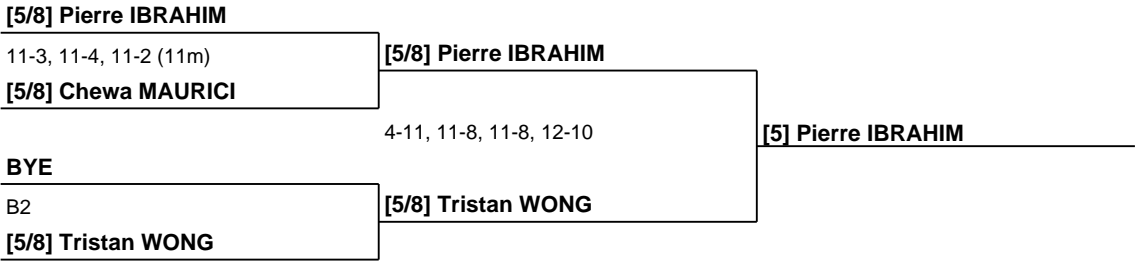 [5/8] Pierre IBRAHIM
11-3, 11-4, 11-2 (11m)
[5/8] Pierre IBRAHIM
[5/8] Chewa MAURICI
4-11, 11-8, 11-8, 12-10
[5] Pierre IBRAHIM
BYE
B2
[5/8] Tristan WONG
[5/8] Tristan WONG